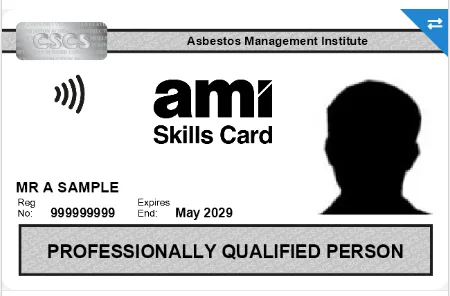 cscs
Asbestos Management Institute
ami
Skills Card
MR A SAMPLE
Reg No: 999999999
Expires End: May 2029
PROFESSIONALLY QUALIFIED PERSON